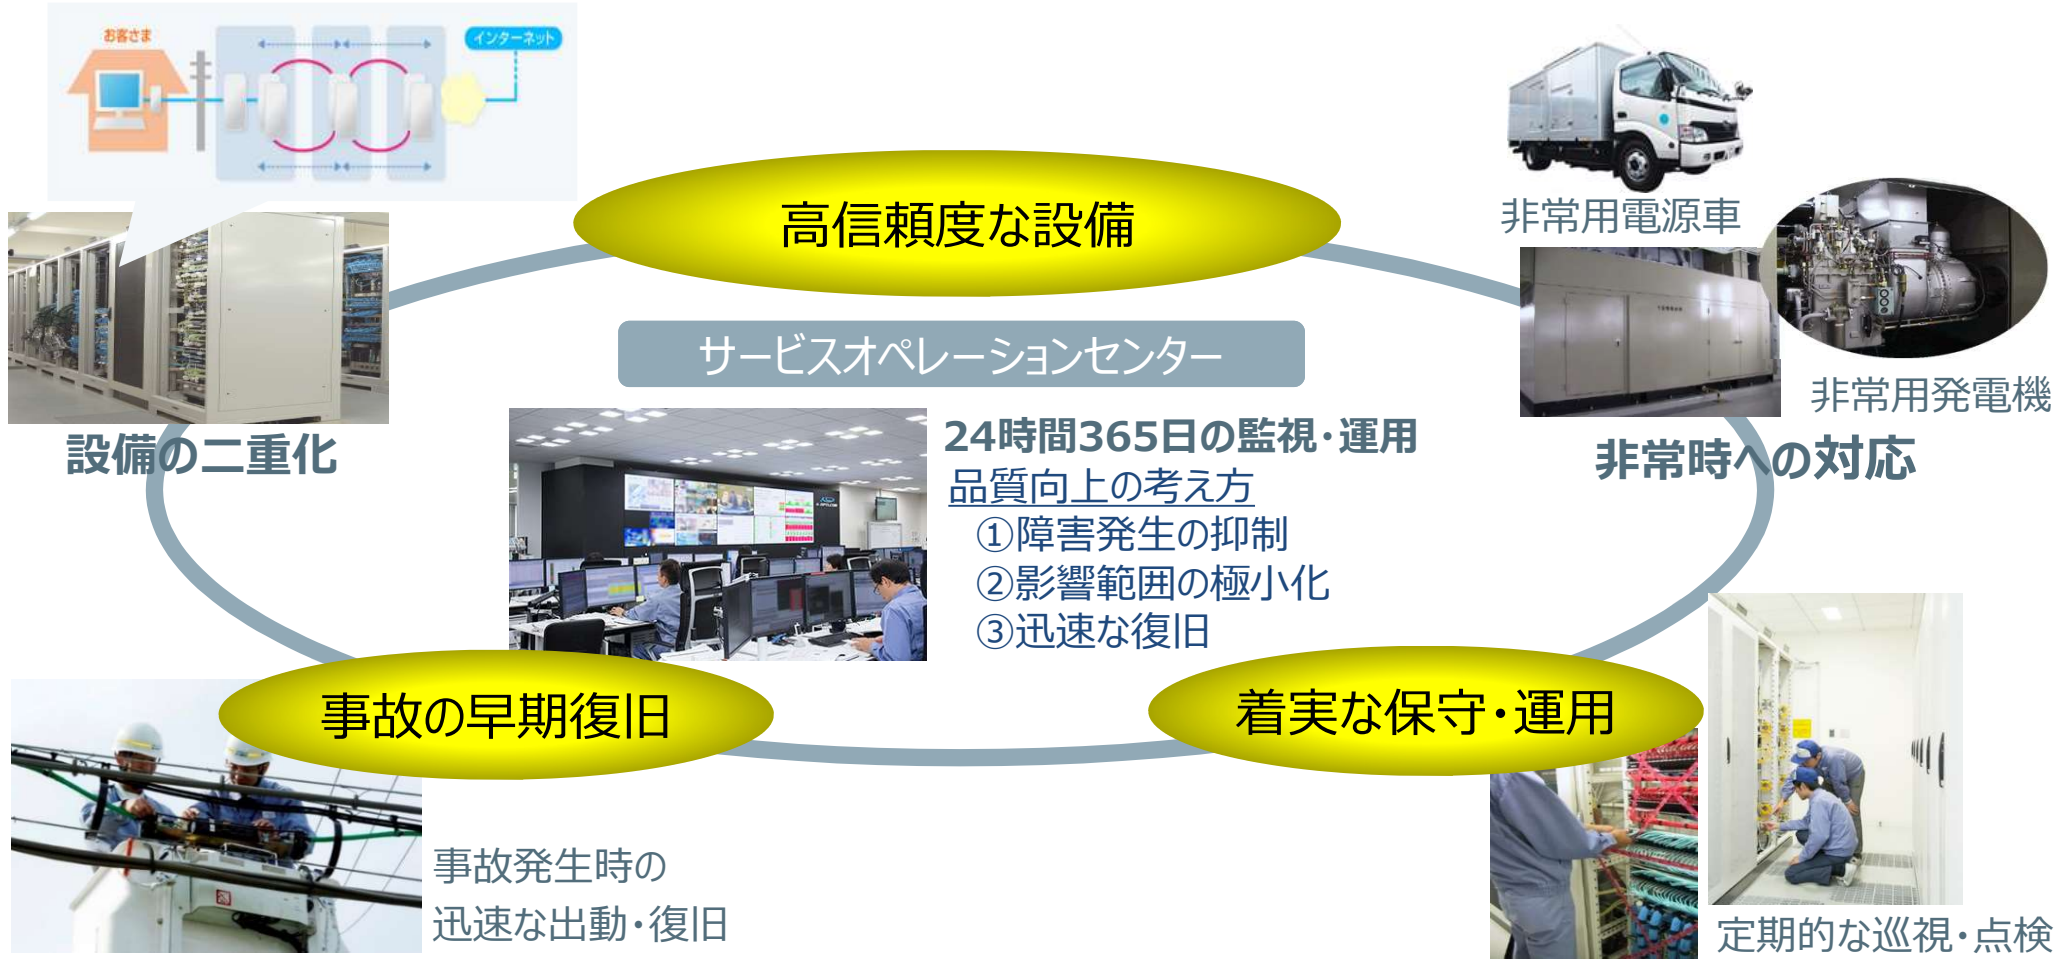 お客さま
インターネット
高信頼度な設備
非常用電源車
非常用発電機
設備の二重化
サービスオペレーションセンター
24時間365日の監視・運用
品質向上の考え方
①障害発生の抑制
②影響範囲の極小化
③迅速な復旧
非常時への対応
事故の早期復旧
着実な保守・運用
事故発生時の
迅速な出動・復旧
定期的な巡視・点検